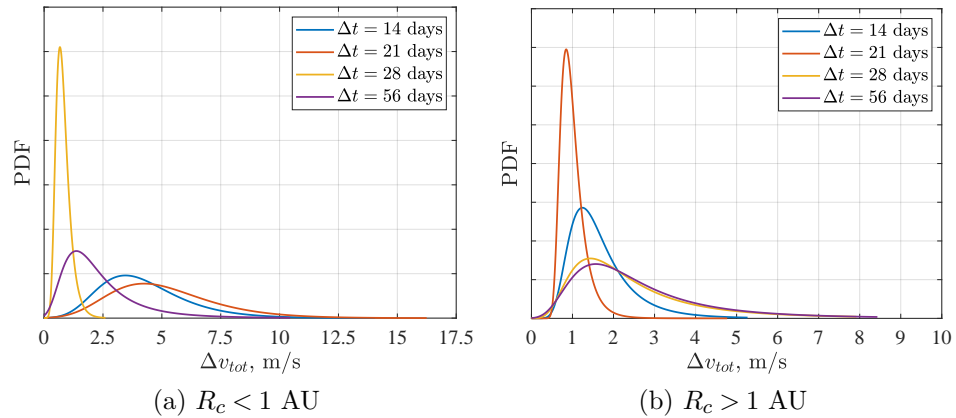 PDF
Δt = 14 days
Δt = 21 days
Δt = 28 days
Δt = 56 days
0 2.5 5 7.5 10 12.5 15 17.5
Δv_tot, m/s
(a) R_c < 1 AU
PDF
Δt = 14 days
Δt = 21 days
Δt = 28 days
Δt = 56 days
0 1 2 3 4 5 6 7 8 9 10
Δv_tot, m/s
(b) R_c > 1 AU